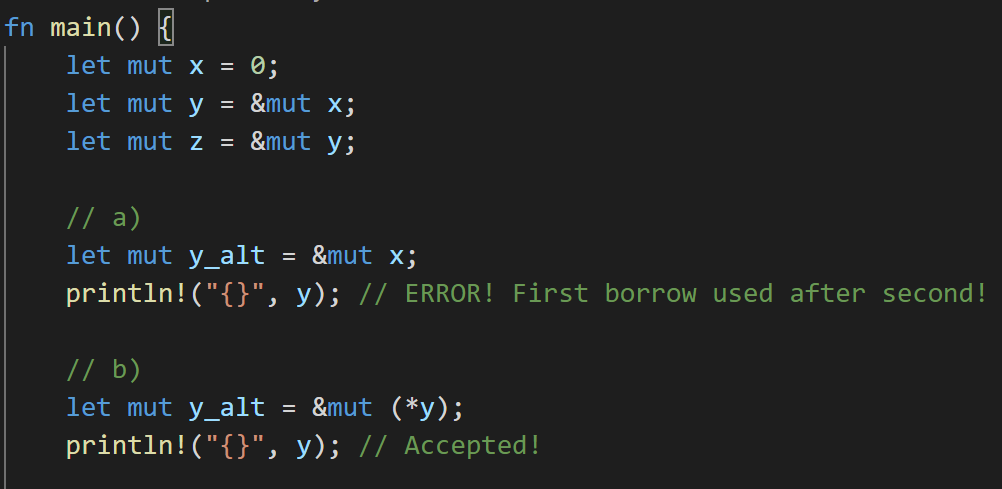 fn main() {
    let mut x = 0;
    let mut y = &mut x;
    let mut z = &mut y;

    // a)
    let mut y_alt = &mut x;
    println!("{}", y); // ERROR! First borrow used after second!

    // b)
    let mut y_alt = &mut (*y);
    println!("{}", y); // Accepted!